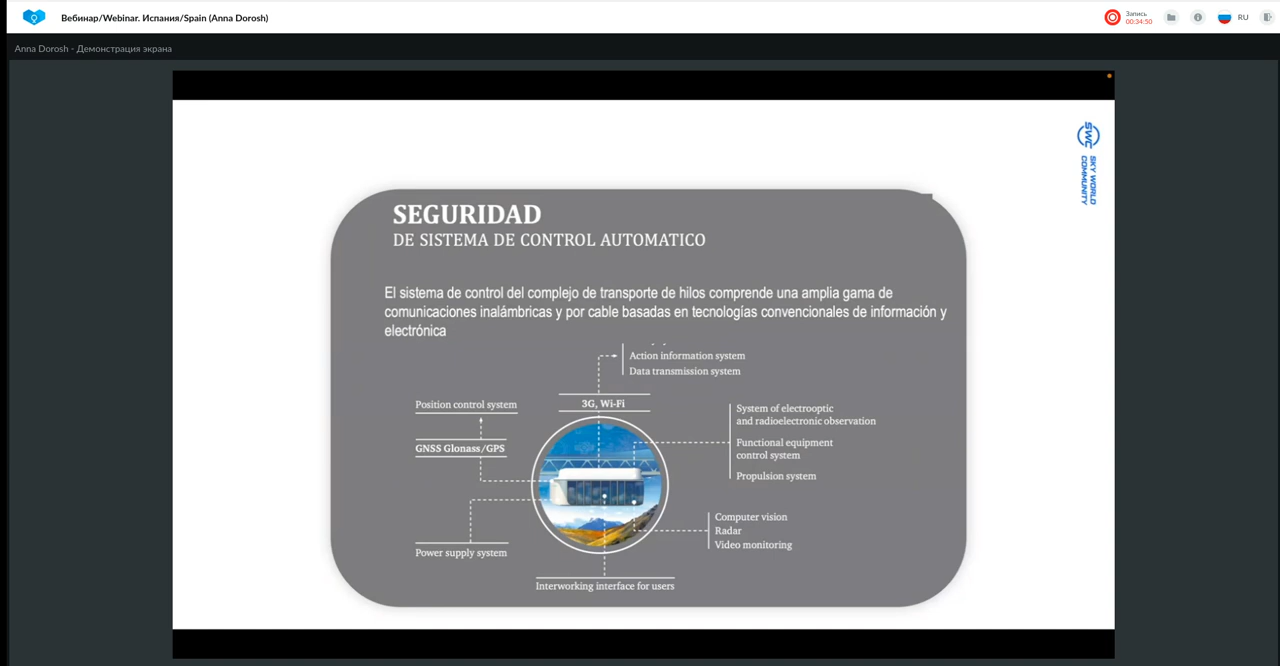 Вебинар/Webinar. Испания/Spain (Anna Dorosh)
Запись
00:34:50
RU
Anna Dorosh - Демонстрация экрана
SWC
SKY WORLD
COMMUNITY
SEGURIDAD
DE SISTEMA DE CONTROL AUTOMATICO
El sistema de control del complejo de transporte de hilos comprende una amplia gama de
comunicaciones inalámbricas y por cable basadas en tecnologías convencionales de información y
electrónica
Action information system
Data transmission system
3G, Wi-Fi
Position control system
GNSS Glonass/GPS
Power supply system
System of electrooptic
and radioelectronic observation
Functional equipment
control system
Propulsion system
Computer vision
Radar
Video monitoring
Interworking interface for users